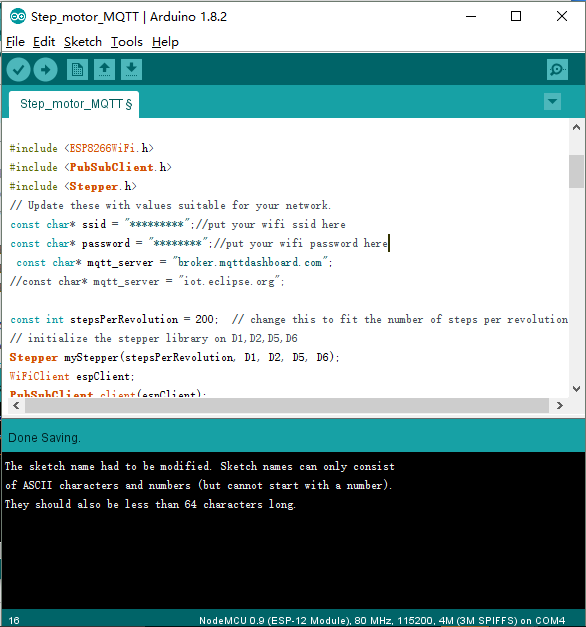 Step_motor_MQTT | Arduino 1.8.2
File Edit Sketch Tools Help
Step_motor_MQTT §
#include <ESP8266WiFi.h>
#include <PubSubClient.h>
#include <Stepper.h>
// Update these with values suitable for your network.
const char* ssid = "*********";//put your wifi ssid here
const char* password = "********";//put your wifi password here
const char* mqtt_server = "broker.mqttdashboard.com";
//const char* mqtt_server = "iot.eclipse.org";
const int stepsPerRevolution = 200;  // change this to fit the number of steps per revolution
// initialize the stepper library on D1,D2,D5,D6
Stepper myStepper(stepsPerRevolution, D1, D2, D5, D6);
WiFiClient espClient;
PubSubClient client(espClient);
Done Saving.
The sketch name had to be modified. Sketch names can only consist
of ASCII characters and numbers (but cannot start with a number).
They should also be less than 64 characters long.
16 NodeMCU 0.9 (ESP-12 Module), 80 MHz, 115200, 4M (3M SPIFFS) on COM4